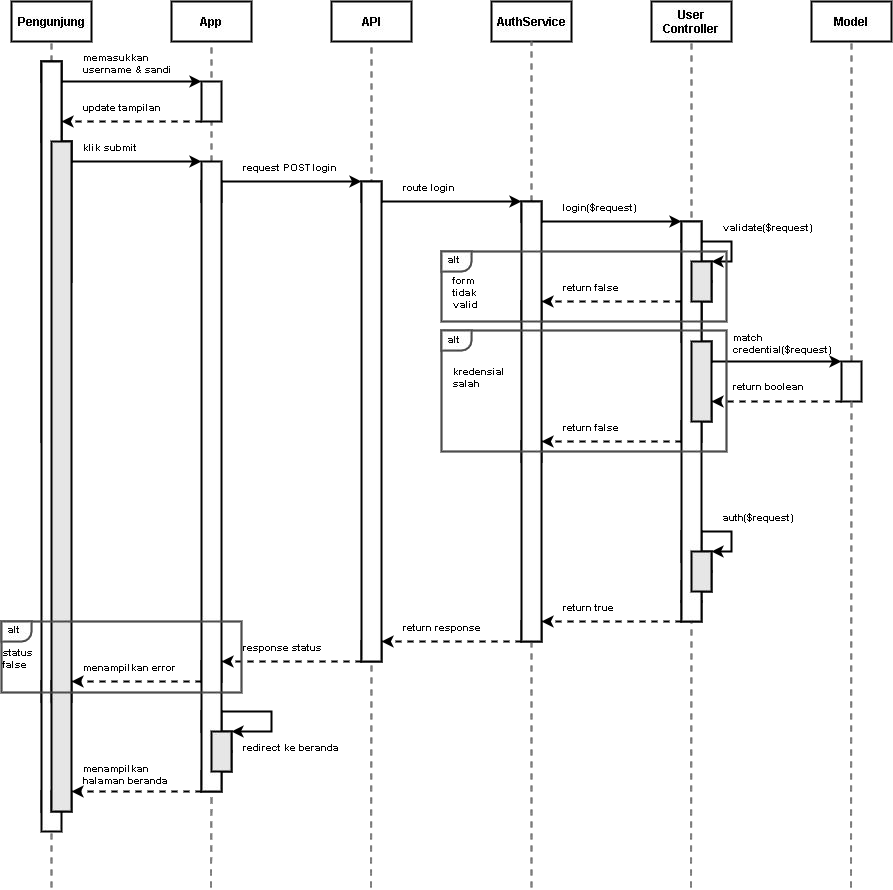 Pengunjung
App
API
AuthService
User
Controller
Model
memasukkan
username & sandi
update tampilan
klik submit
request POST login
route login
login($request)
validate($request)
alt
form
tidak
valid
return false
alt
match
credential($request)
kredensial
salah
return boolean
return false
auth($request)
return true
return response
alt
response status
status
false
menampilkan error
redirect ke beranda
menampilkan
halaman beranda